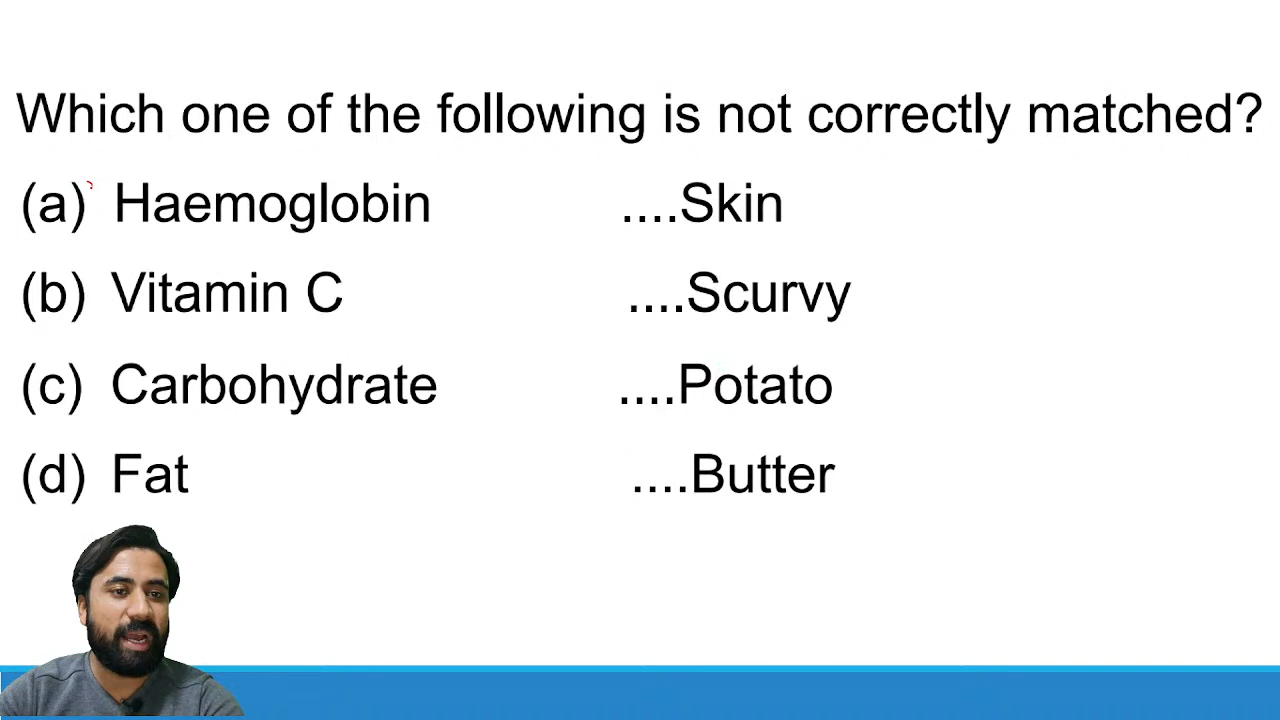 Which one of the following is not correctly matched?
(a) Haemoglobin ....Skin
(b) Vitamin C ....Scurvy
(c) Carbohydrate ....Potato
(d) Fat ....Butter